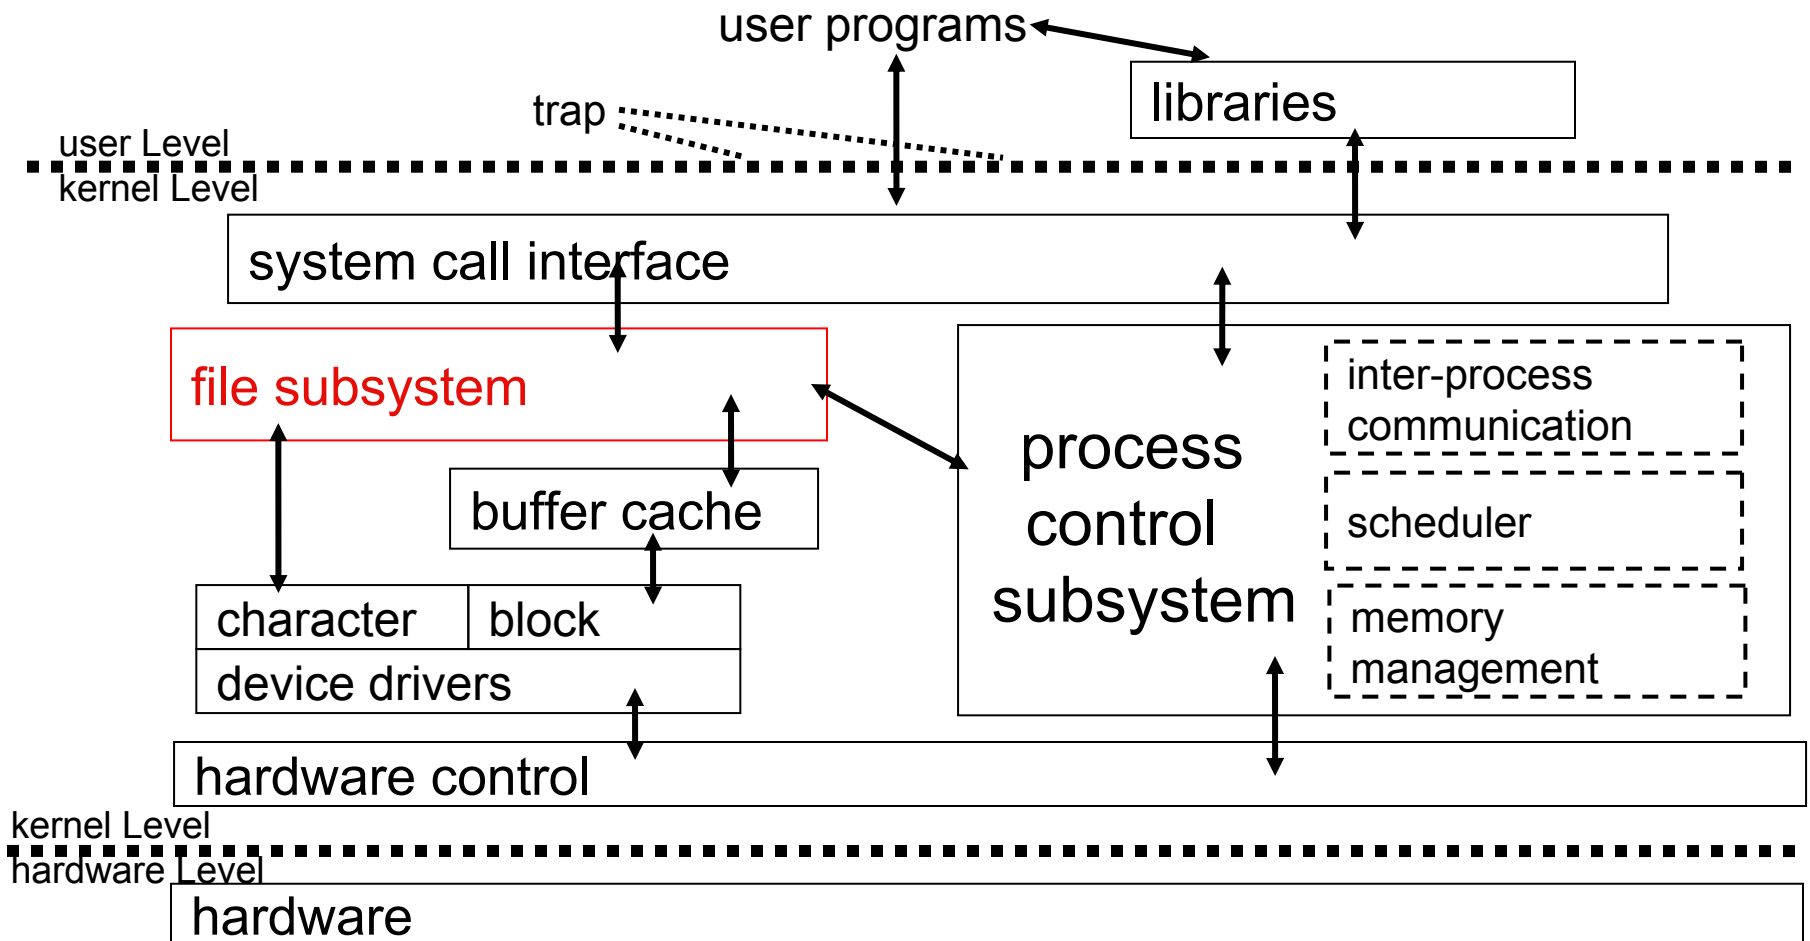 user programs
libraries
trap
user Level
kernel Level
system call interface
file subsystem
inter-process
communication
process
control
subsystem
buffer cache
scheduler
character
block
memory
management
device drivers
hardware control
kernel Level
hardware Level
hardware